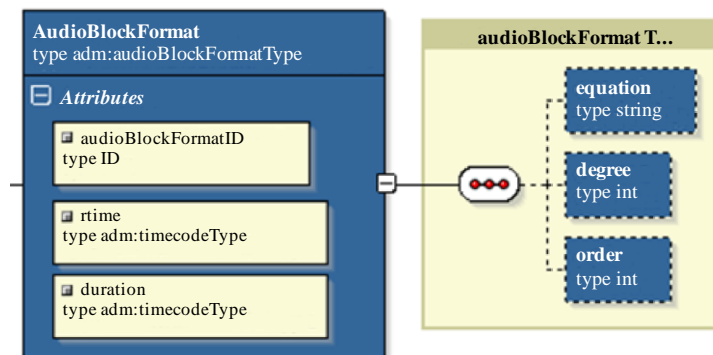 AudioBlockFormat
type adm:audioBlockFormatType
Attributes
audioBlockFormatID
type ID
rtime
type adm:timecodeType
duration
type adm:timecodeType
audioBlockFormat T...
equation
type string
degree
type int
order
type int